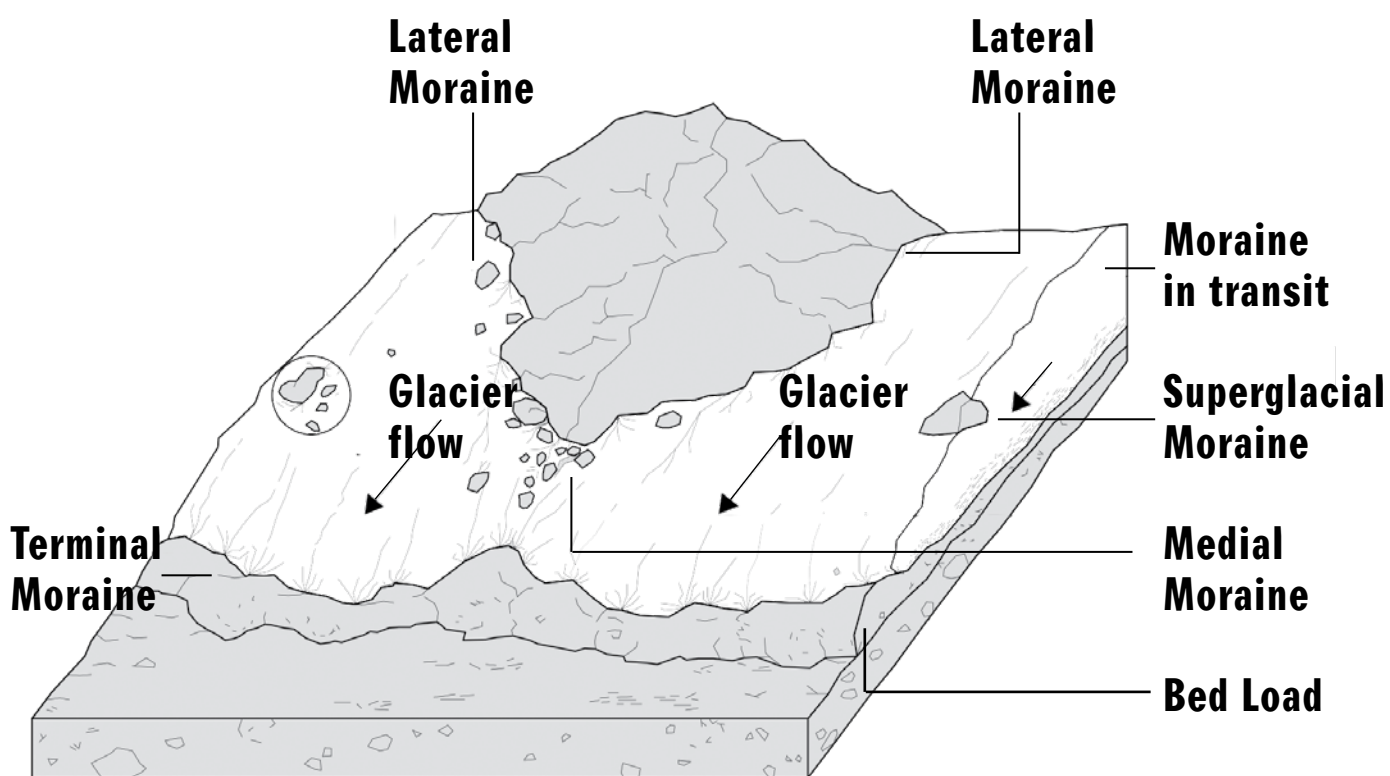 Lateral
Moraine
Lateral
Moraine
Moraine
in transit
Glacier
flow
Glacier
flow
Superglacial
Moraine
Terminal
Moraine
Medial
Moraine
Bed Load